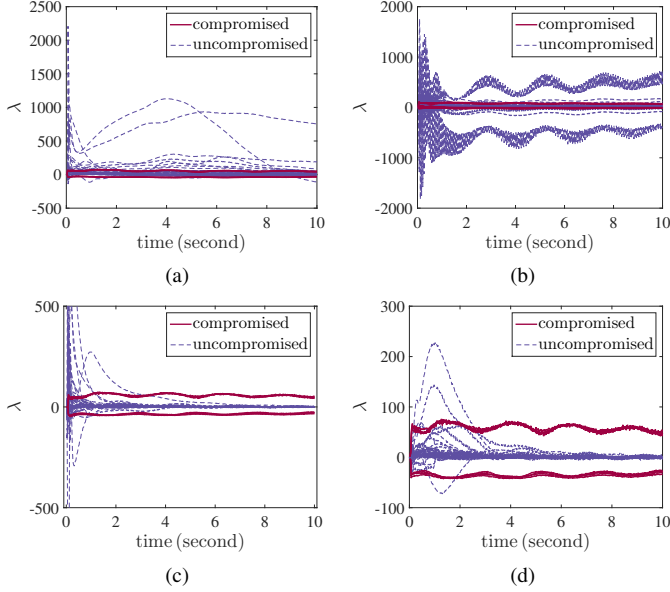 2500
2000
1500
1000
500
0
-500
λ
0 2 4 6 8 10
time (second)
compromised
uncompromised
(a)
2000
1000
0
-1000
-2000
λ
0 2 4 6 8 10
time (second)
compromised
uncompromised
(b)
500
0
-500
λ
0 2 4 6 8 10
time (second)
compromised
uncompromised
(c)
300
200
100
0
-100
λ
0 2 4 6 8 10
time (second)
compromised
uncompromised
(d)